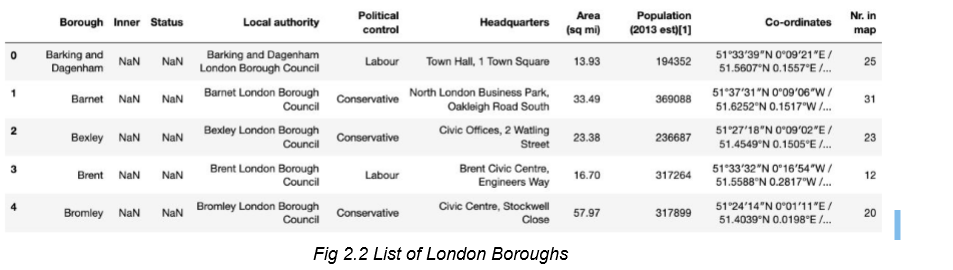 Borough Inner Status Local authority Political control Headquarters Area (sq mi) Population (2013 est)[1] Co-ordinates Nr. in map
0 Barking and Dagenham NaN NaN Barking and Dagenham London Borough Council Labour Town Hall, 1 Town Square 13.93 194352 51°33′39″N 0°09′21″E / 51.5607°N 0.1557°E /... 25
1 Barnet NaN NaN Barnet London Borough Council Conservative North London Business Park, Oakleigh Road South 33.49 369088 51°37′31″N 0°09′06″W / 51.6252°N 0.1517°W /... 31
2 Bexley NaN NaN Bexley London Borough Council Conservative Civic Offices, 2 Watling Street 23.38 236687 51°27′18″N 0°09′02″E / 51.4549°N 0.1505°E /... 23
3 Brent NaN NaN Brent London Borough Council Labour Brent Civic Centre, Engineers Way 16.70 317264 51°33′32″N 0°16′54″W / 51.5588°N 0.2817°W /... 12
4 Bromley NaN NaN Bromley London Borough Council Conservative Civic Centre, Stockwell Close 57.97 317899 51°24′14″N 0°01′11″E / 51.4039°N 0.0198°E /... 20
Fig 2.2 List of London Boroughs